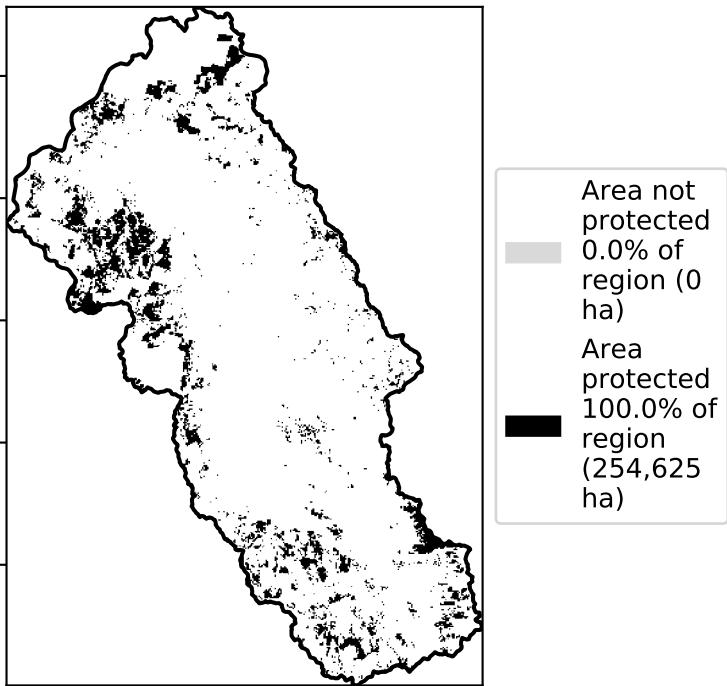 Area not
protected
0.0% of
region (0
ha)
Area
protected
100.0% of
region
(254,625
ha)